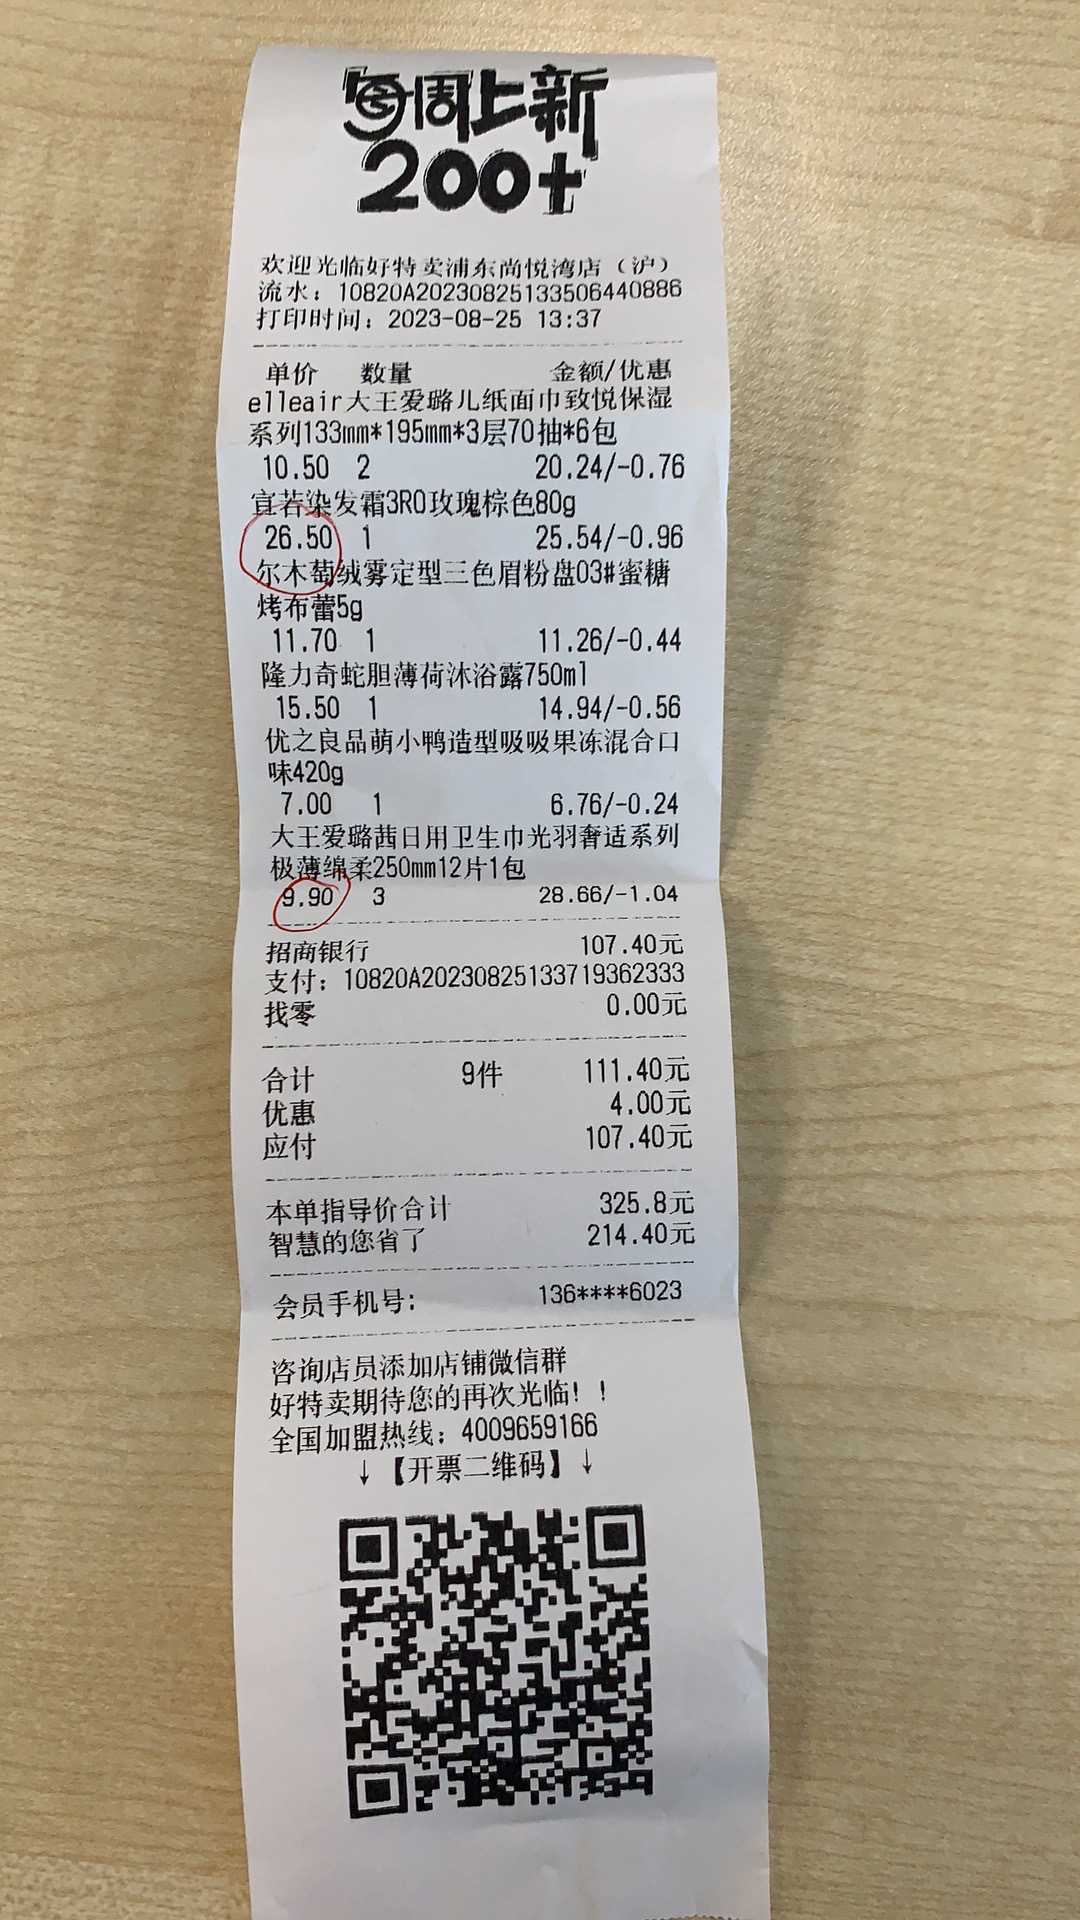 每周上新
200+
欢迎光临好特卖浦东尚悦湾店（沪）
流水：10820A20230825133506440886
打印时间：2023-08-25 13:37
单价 数量 金额/优惠
elleair大王爱璐儿纸面巾致悦保湿
系列133mm*195mm*3层70抽*6包
10.50 2 20.24/-0.76
宜若染发霜3RO玫瑰棕色80g
26.50 1 25.54/-0.96
尔木萄绒雾定型三色眉粉盘03#蜜糖
烤布蕾5g
11.70 1 11.26/-0.44
隆力奇蛇胆薄荷沐浴露750ml
15.50 1 14.94/-0.56
优之良品萌小鸭造型吸吸果冻混合口
味420g
7.00 1 6.76/-0.24
大王爱璐茜日用卫生巾光羽奢适系列
极薄绵柔250mm12片1包
9.90 3 28.66/-1.04
招商银行 107.40元
支付：10820A20230825133719362333
找零 0.00元
合计 9件 111.40元
优惠 4.00元
应付 107.40元
本单指导价合计 325.8元
智慧的您省了 214.40元
会员手机号: 136****6023
咨询店员添加店铺微信群
好特卖期待您的再次光临！！
全国加盟热线：4009659166
↓【开票二维码】↓